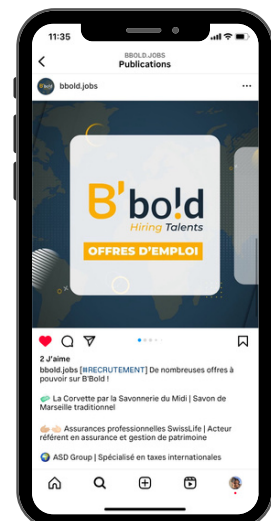 11:35
BBOLD.JOBS
Publications
bbold.jobs
B'bo!d
Hiring Talents
OFFRES D'EMPLOI
2 J'aime
bbold.jobs [#RECRUTEMENT] De nombreuses offres à
pouvoir sur B'Bold !
La Corvette par la Savonnerie du Midi | Savon de
Marseille traditionnel
Assurances professionnelles SwissLife | Acteur
référent en assurance et gestion de patrimoine
ASD Group | Spécialisé en taxes internationales